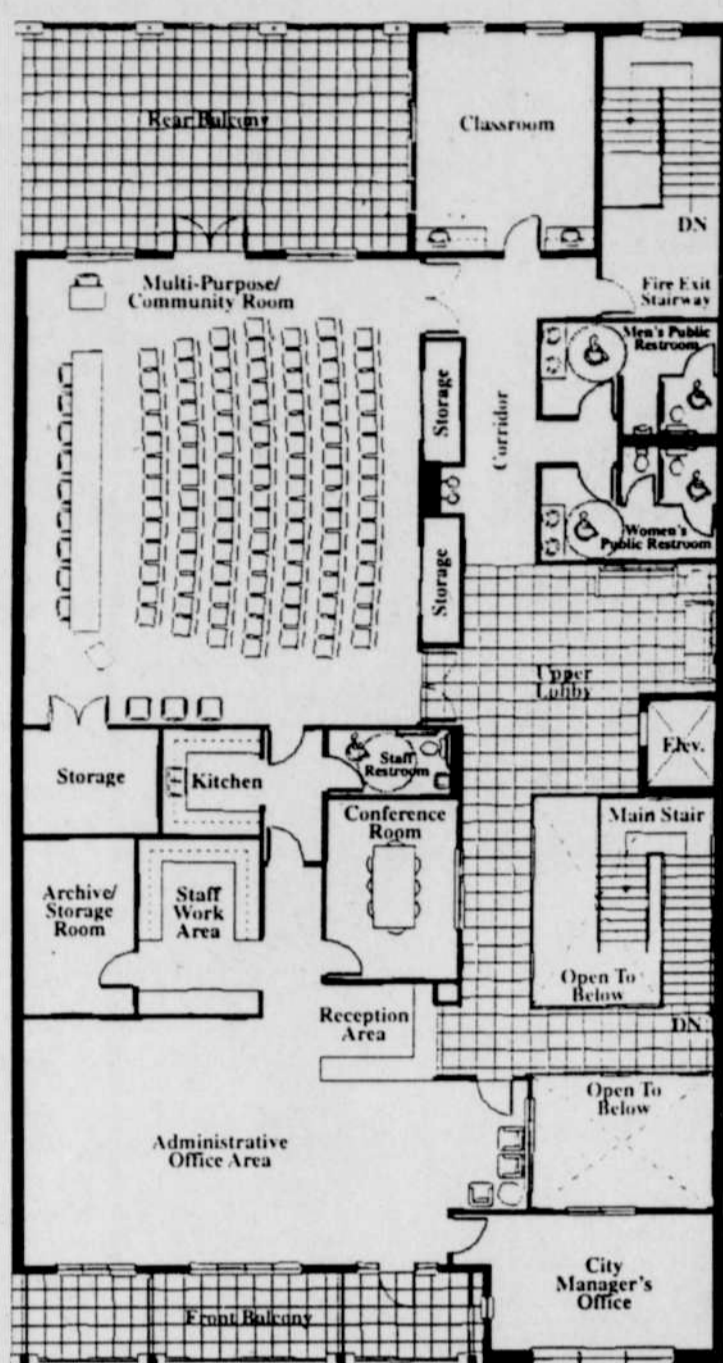 Rear Balcony
Classroom
DN
Fire Exit
Stairway
Multi-Purpose/
Community Room
Men's Public
Restroom
Storage
Corridor
Storage
Women's
Public Restroom
Upper
Lobby
Elev.
Storage
Kitchen
Staff
Restroom
Conference
Room
Main Stair
Archive/
Storage
Room
Staff
Work
Area
Open To
Below
Reception
Area
DN
Open To
Below
Administrative
Office Area
City
Manager's
Office
Front Balcony